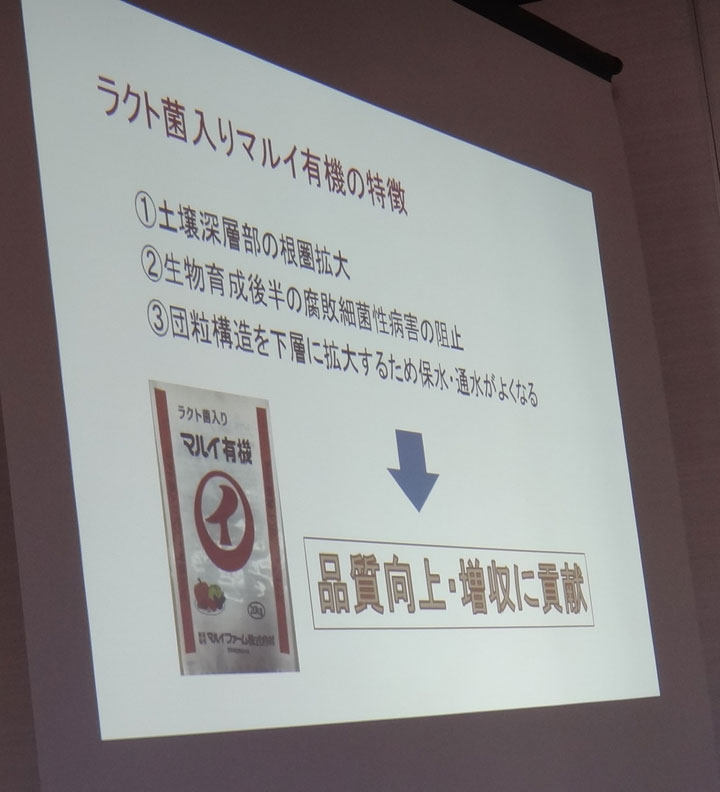 ラクト菌入りマルイ有機の特徴
①土壌深層部の根圏拡大
②生物育成後半の腐敗細菌性病害の阻止
③団粒構造を下層に拡大するため保水・通水がよくなる
ラクト菌入り
マルイ有機
イ
20kg
マルイファーム株式会社
品質向上・増収に貢献